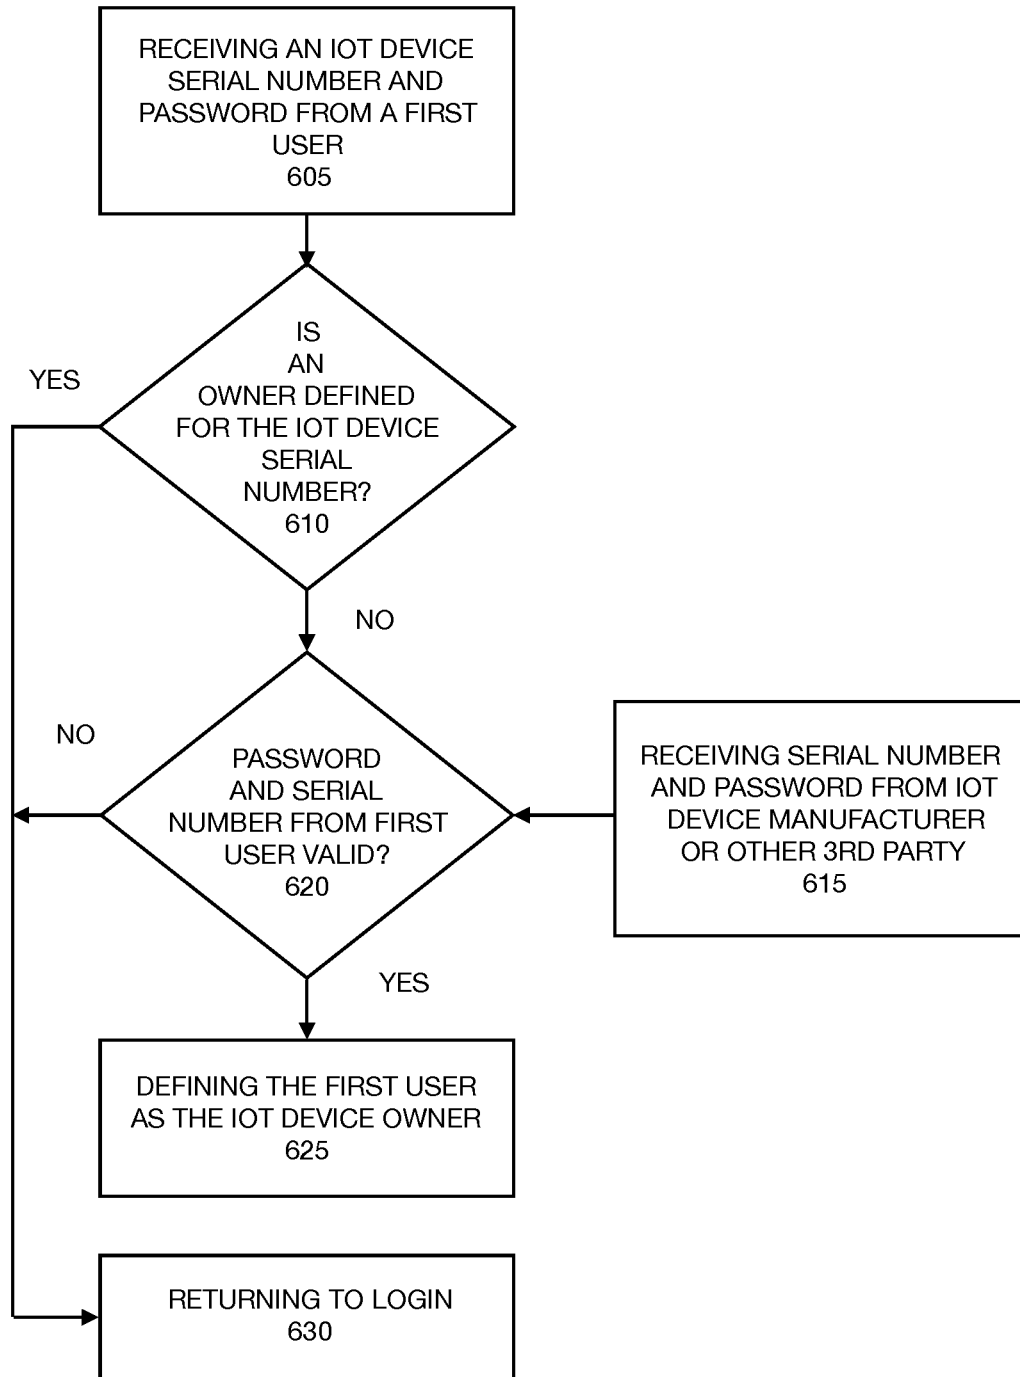 RECEIVING AN IOT DEVICE
SERIAL NUMBER AND
PASSWORD FROM A FIRST
USER
605
IS
AN
OWNER DEFINED
FOR THE IOT DEVICE
SERIAL
NUMBER?
610
YES
NO
PASSWORD
AND SERIAL
NUMBER FROM FIRST
USER VALID?
620
NO
RECEIVING SERIAL NUMBER
AND PASSWORD FROM IOT
DEVICE MANUFACTURER
OR OTHER 3RD PARTY
615
YES
DEFINING THE FIRST USER
AS THE IOT DEVICE OWNER
625
RETURNING TO LOGIN
630